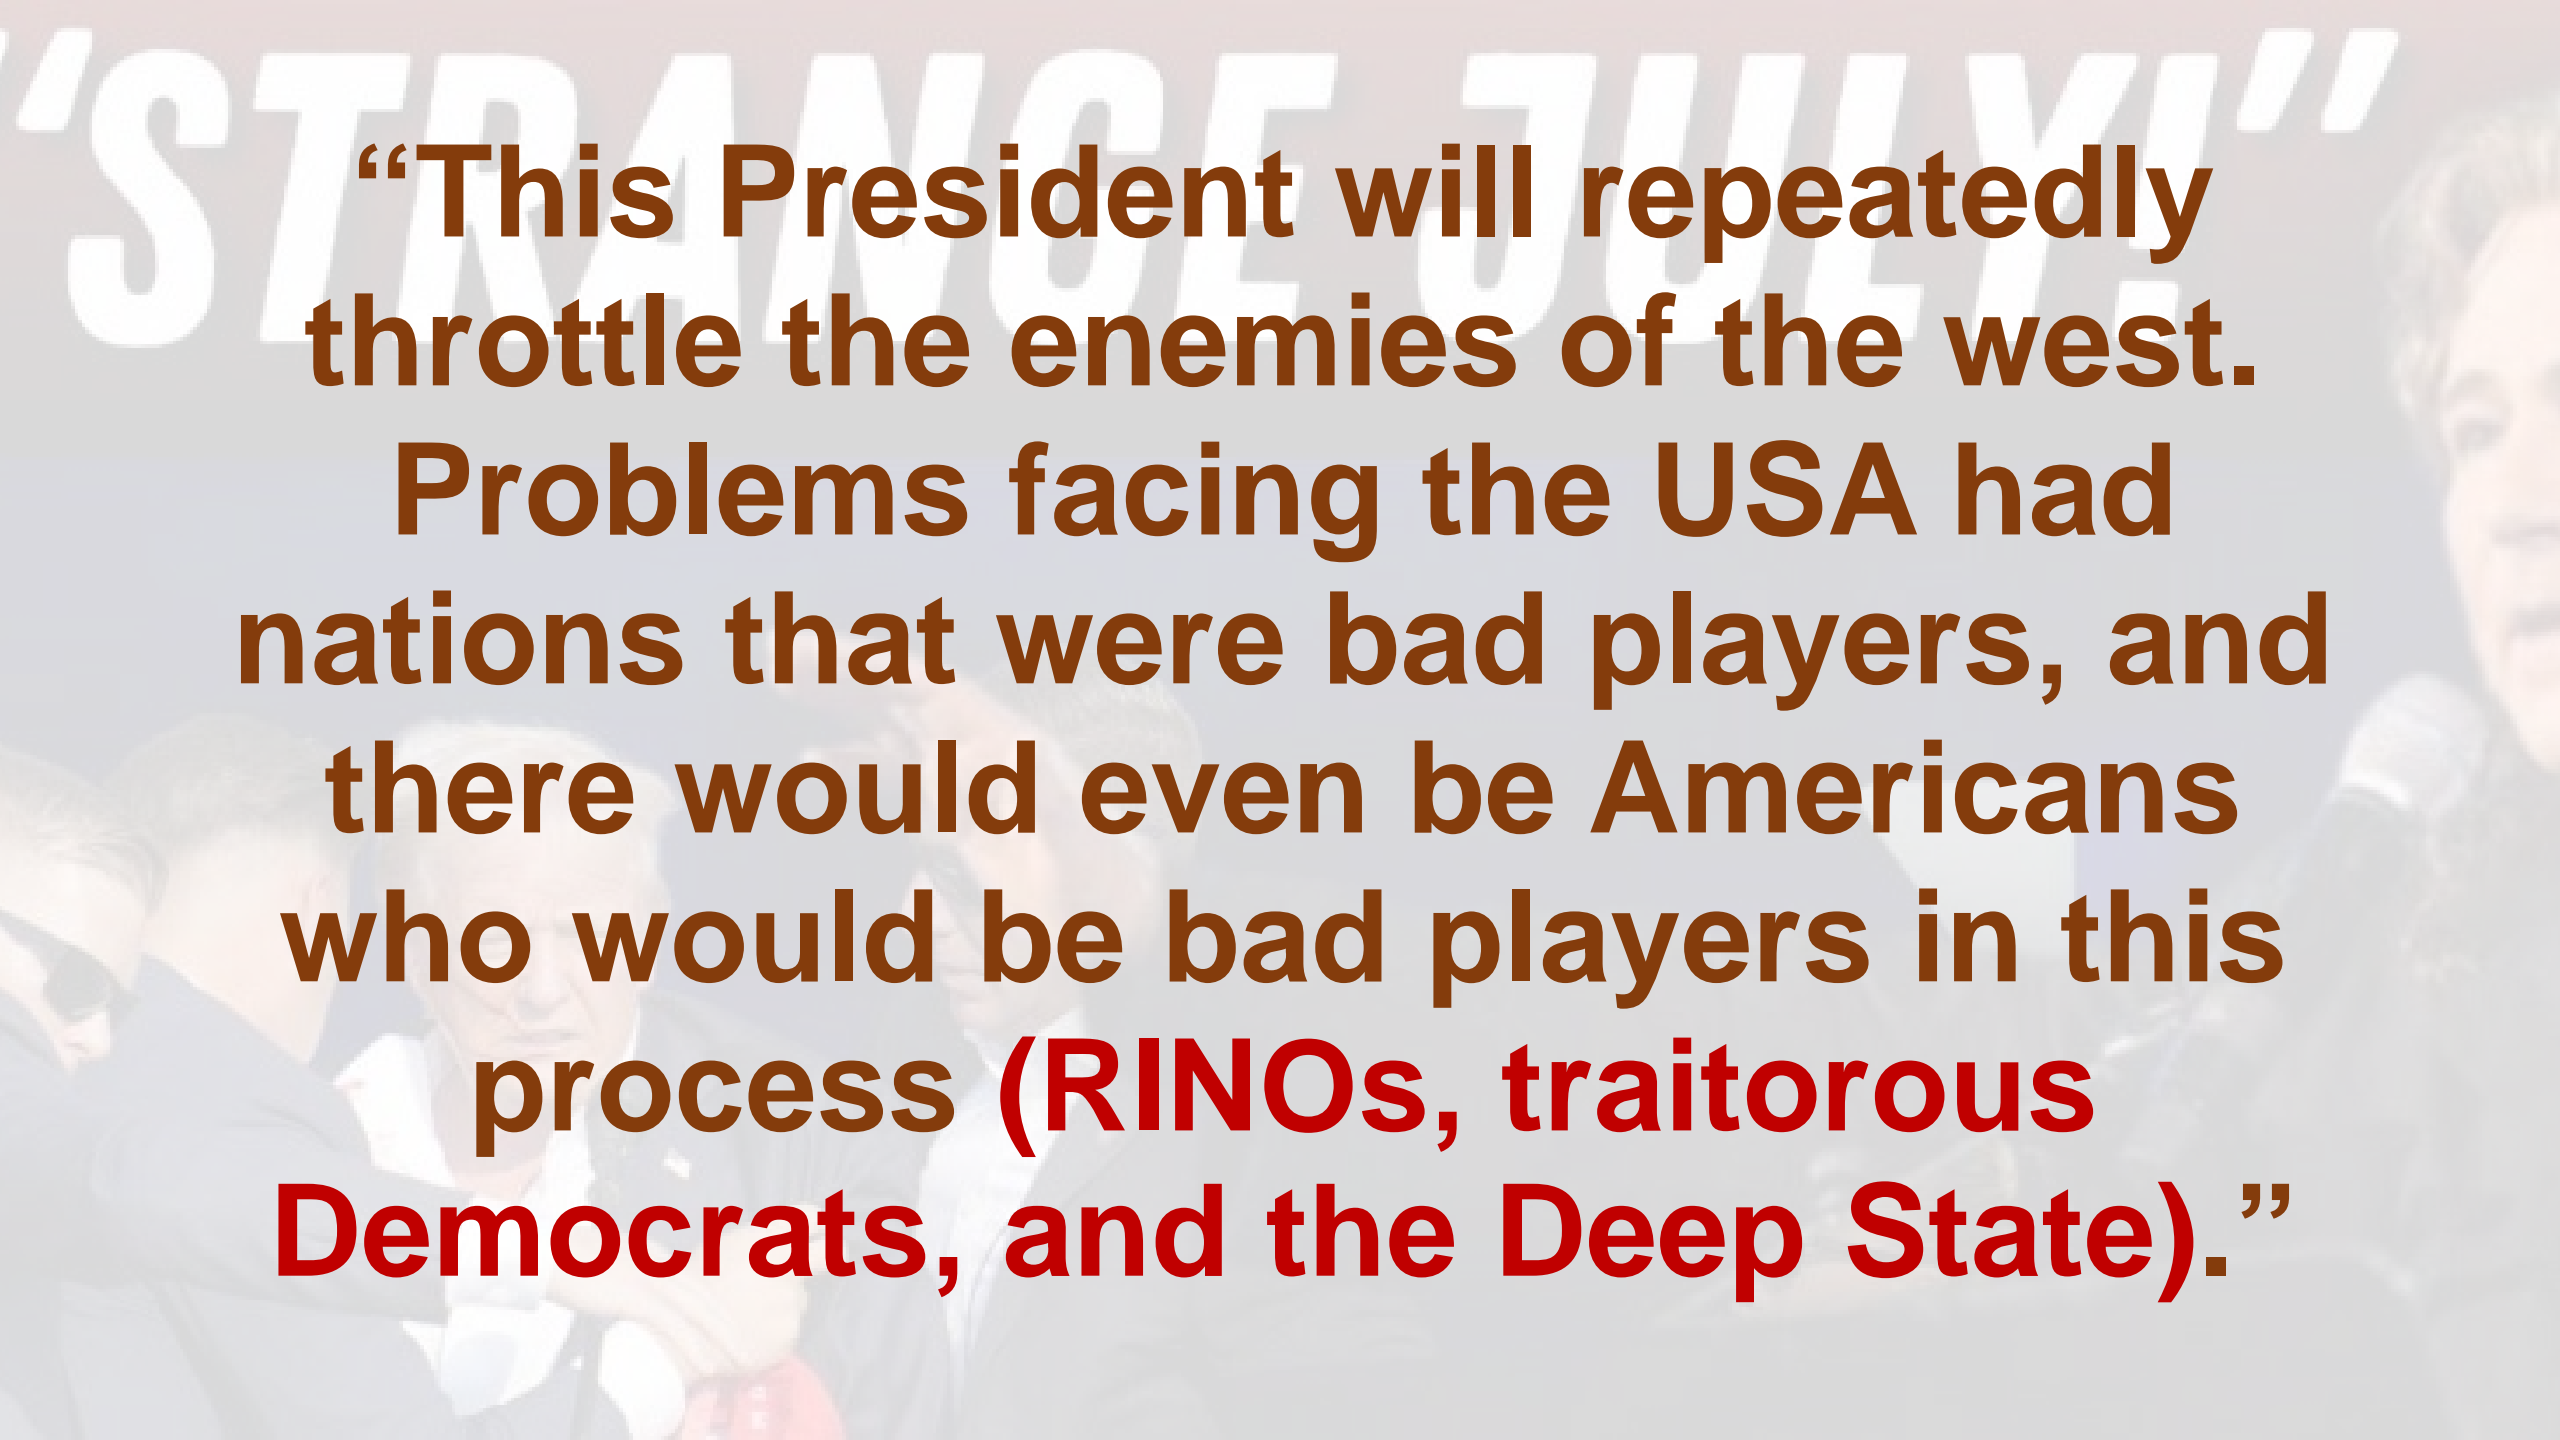 “STRANGE JULY!”
“This President will repeatedly
throttle the enemies of the west.
Problems facing the USA had
nations that were bad players, and
there would even be Americans
who would be bad players in this
process (RINOs, traitorous
Democrats, and the Deep State).”